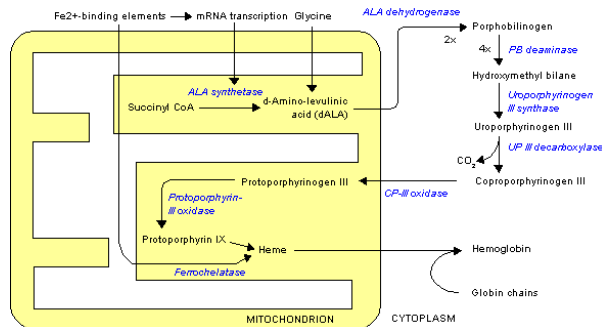 Fe2+-binding elements
mRNA transcription
Glycine
ALA dehydrogenase
2x
Porphobilinogen
4x
PB deaminase
Hydroxymethyl bilane
Uroporphyrinogen
III synthase
Uroporphyrinogen III
UP III decarboxylase
CO2
Coproporphyrinogen III
CP-III oxidase
ALA synthetase
Succinyl CoA
d-Amino-levulinic
acid (dALA)
Protoporphyrinogen III
Protoporphyrin-
III oxidase
Protoporphyrin IX
Heme
Ferrochelatase
Hemoglobin
Globin chains
MITOCHONDRION
CYTOPLASM